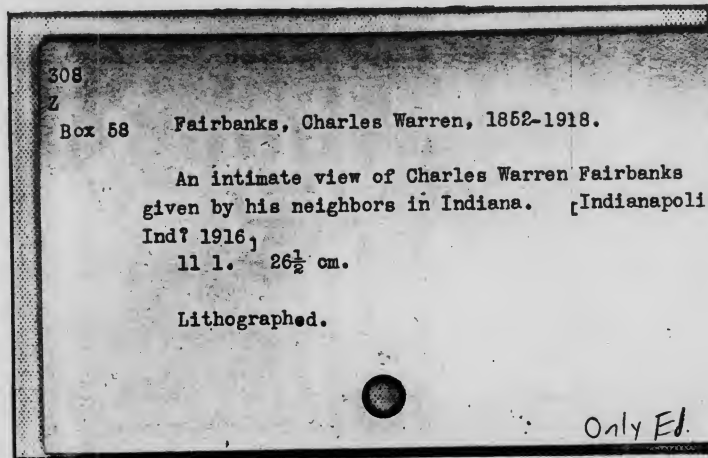 308
Z
Box 58 Fairbanks, Charles Warren, 1852-1918.
An intimate view of Charles Warren Fairbanks
given by his neighbors in Indiana. [Indianapoli
Ind? 1916]
11 l. 26½ cm.
Lithographed.
Only Ed.